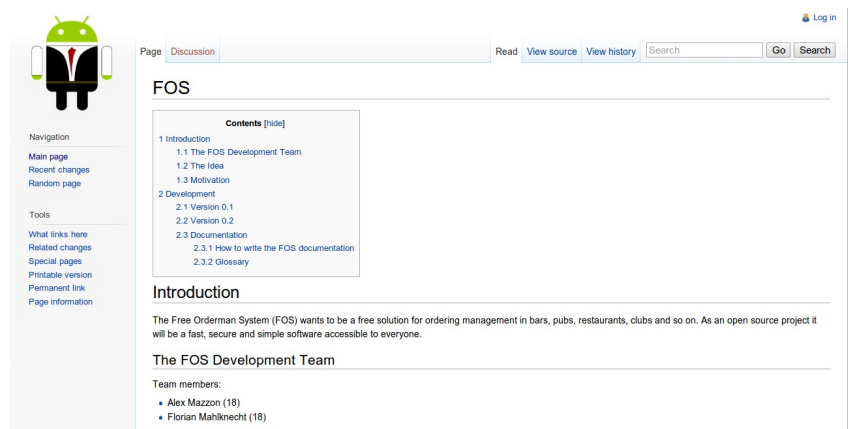 Log in
Page Discussion Read View source View history Search Go Search
FOS
Contents [hide]
1 Introduction
1.1 The FOS Development Team
1.2 The Idea
1.3 Motivation
2 Development
2.1 Version 0.1
2.2 Version 0.2
2.3 Documentation
2.3.1 How to write the FOS documentation
2.3.2 Glossary
Navigation
Main page
Recent changes
Random page
Tools
What links here
Related changes
Special pages
Printable version
Permanent link
Page information
Introduction
The Free Orderman System (FOS) wants to be a free solution for ordering management in bars, pubs, restaurants, clubs and so on. As an open source project it
will be a fast, secure and simple software accessible to everyone.
The FOS Development Team
Team members:
Alex Mazzon (18)
Florian Mahlknecht (18)